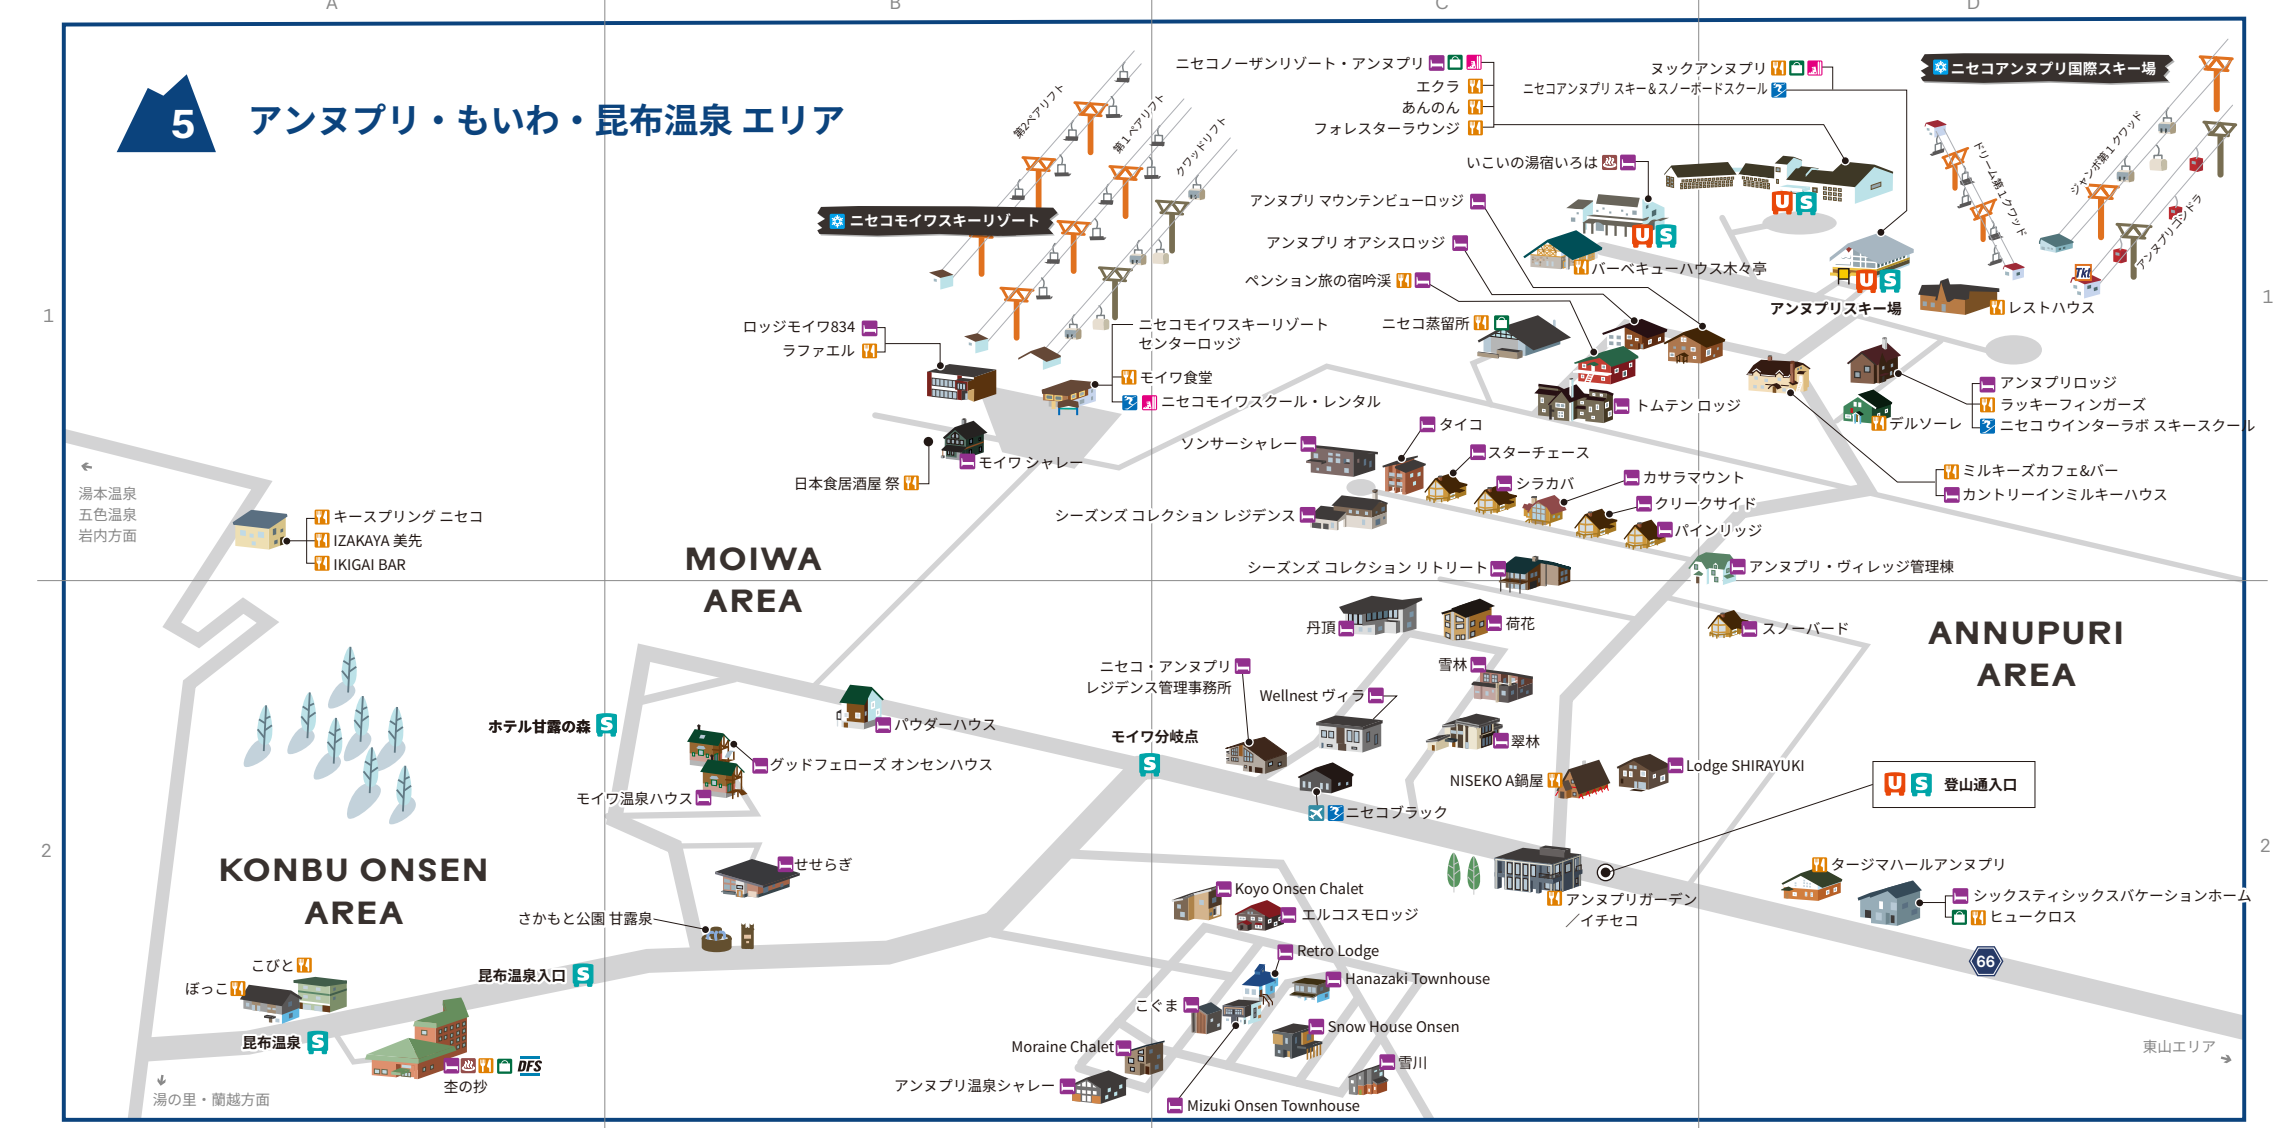 A
B
C
D
5
アンヌプリ・もいわ・昆布温泉 エリア
第2ペアリフト
第1ペアリフト
クワッドリフト
ニセコモイワスキーリゾート
ニセコノーザンリゾート・アンヌプリ
エクラ
あんのん
フォレスターラウンジ
いこいの湯宿いろは
アンヌプリ マウンテンビューロッジ
アンヌプリ オアシスロッジ
ペンション旅の宿吟渓
ニセコ蒸留所
ヌックアンヌプリ
ニセコアンヌプリ スキー&スノーボードスクール
ニセコアンヌプリ国際スキー場
ドリーム第1クワッド
ジャンボ第1クワッド
アンヌプリゴンドラ
Tkt
U S
U S
バーベキューハウス木々亭
U S
アンヌプリスキー場
レストハウス
1
1
ロッジモイワ834
ラファエル
ニセコモイワスキーリゾート
センターロッジ
モイワ食堂
ニセコモイワスクール・レンタル
モイワ シャレー
日本食居酒屋 祭
トムテン ロッジ
アンヌプリロッジ
ラッキーフィンガーズ
ニセコ ウインターラボ スキースクール
デルソーレ
ミルキーズカフェ&バー
カントリーインミルキーハウス
ソンサーシャレー
タイコ
スターチェース
シラカバ
カサラマウント
クリークサイド
パインリッジ
シーズンズ コレクション レジデンス
シーズンズ コレクション リトリート
アンヌプリ・ヴィレッジ管理棟
湯本温泉
五色温泉
岩内方面
キースプリング ニセコ
IZAKAYA 美先
IKIGAI BAR
MOIWA
AREA
ANNUPURI
AREA
丹頂
荷花
スノーバード
ニセコ・アンヌプリ
レジデンス管理事務所
雪林
Wellnest ヴィラ
翠林
ホテル甘露の森 S
パウダーハウス
グッドフェローズ オンセンハウス
モイワ温泉ハウス
モイワ分岐点
S
ニセコブラック
NISEKO A鍋屋
Lodge SHIRAYUKI
U S 登山通入口
2
2
KONBU ONSEN
AREA
せせらぎ
さかもと公園 甘露泉
アンヌプリガーデン
／イチセコ
タージマハールアンヌプリ
シックスティシックスバケーションホーム
ヒュークロス
66
Koyo Onsen Chalet
エルコスモロッジ
Retro Lodge
Hanazaki Townhouse
こぐま
Snow House Onsen
Moraine Chalet
雪川
アンヌプリ温泉シャレー
Mizuki Onsen Townhouse
こびと
ぽっこ
昆布温泉入口 S
昆布温泉 S
DFS
杢の抄
湯の里・蘭越方面
東山エリア